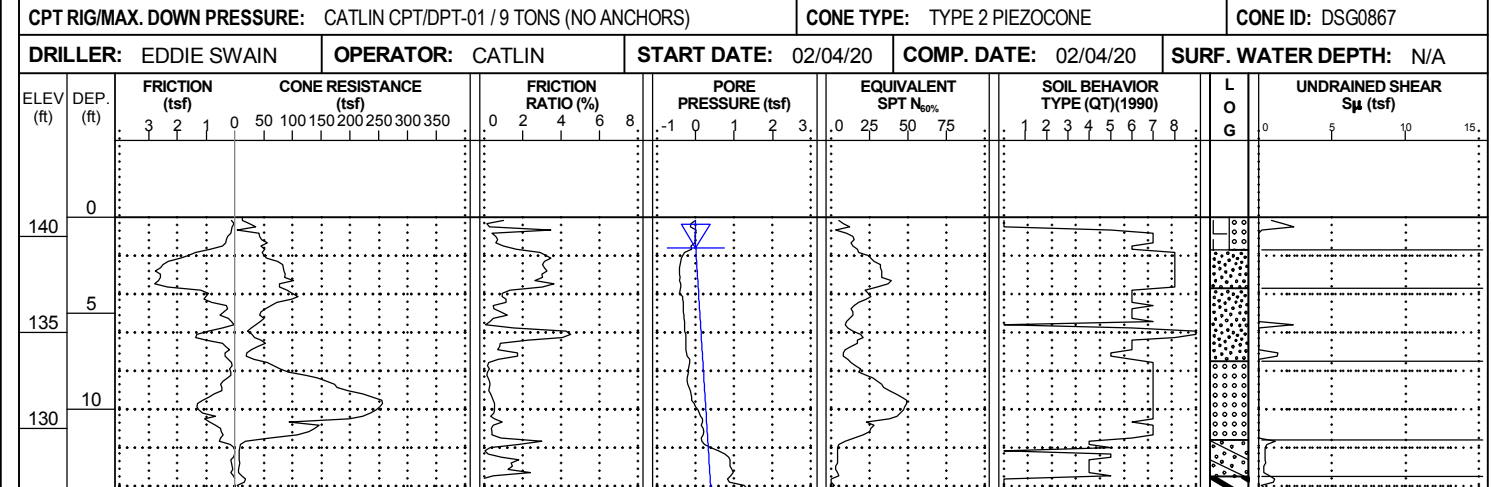 CPT RIG/MAX. DOWN PRESSURE: CATLIN CPT/DPT-01 / 9 TONS (NO ANCHORS) CONE TYPE: TYPE 2 PIEZOCONE CONE ID: DSG0867
DRILLER: EDDIE SWAIN OPERATOR: CATLIN START DATE: 02/04/20 COMP. DATE: 02/04/20 SURF. WATER DEPTH: N/A
ELEV (ft)
DEP. (ft)
FRICTION (tsf)
3 2 1 0
CONE RESISTANCE (tsf)
50 100 150 200 250 300 350
FRICTION RATIO (%)
0 2 4 6 8
PORE PRESSURE (tsf)
-1 0 1 2 3
EQUIVALENT SPT N60%
0 25 50 75
SOIL BEHAVIOR TYPE (QT)(1990)
1 2 3 4 5 6 7 8
L
O
G
UNDRAINED SHEAR Sμ (tsf)
0 5 10 15
0
140
5
135
10
130